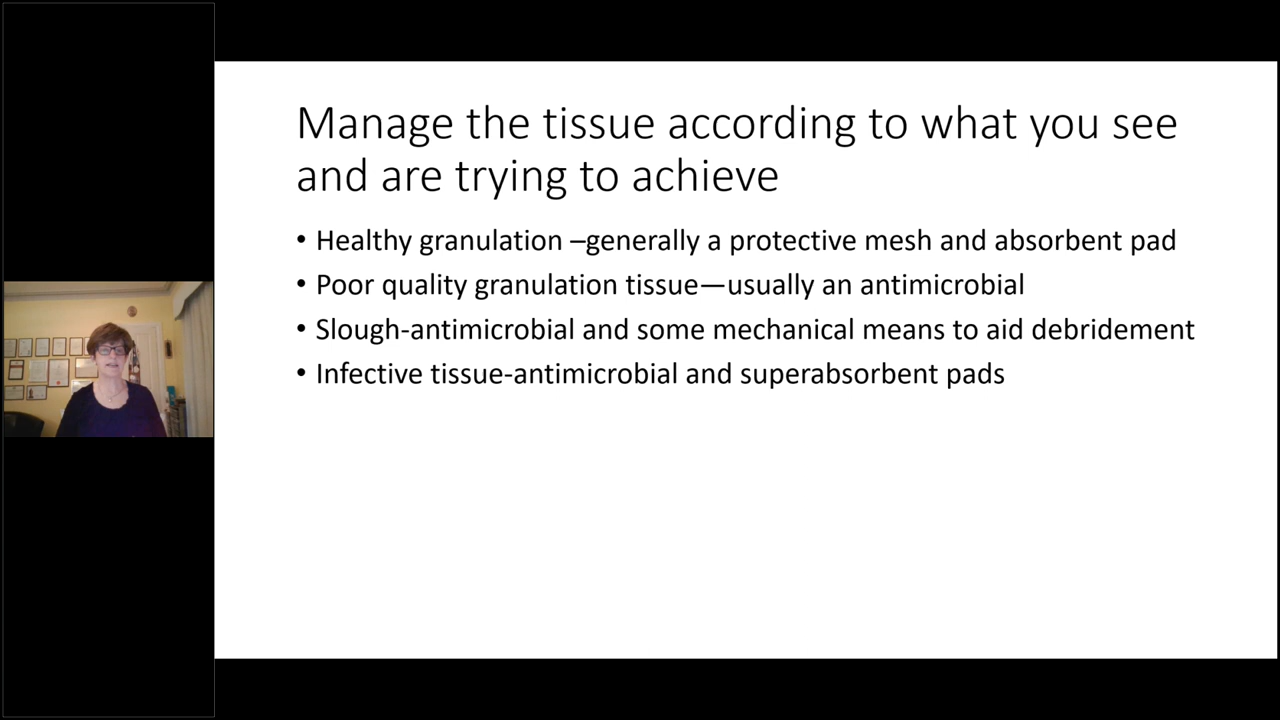 Manage the tissue according to what you see
and are trying to achieve
• Healthy granulation –generally a protective mesh and absorbent pad
• Poor quality granulation tissue—usually an antimicrobial
• Slough-antimicrobial and some mechanical means to aid debridement
• Infective tissue-antimicrobial and superabsorbent pads